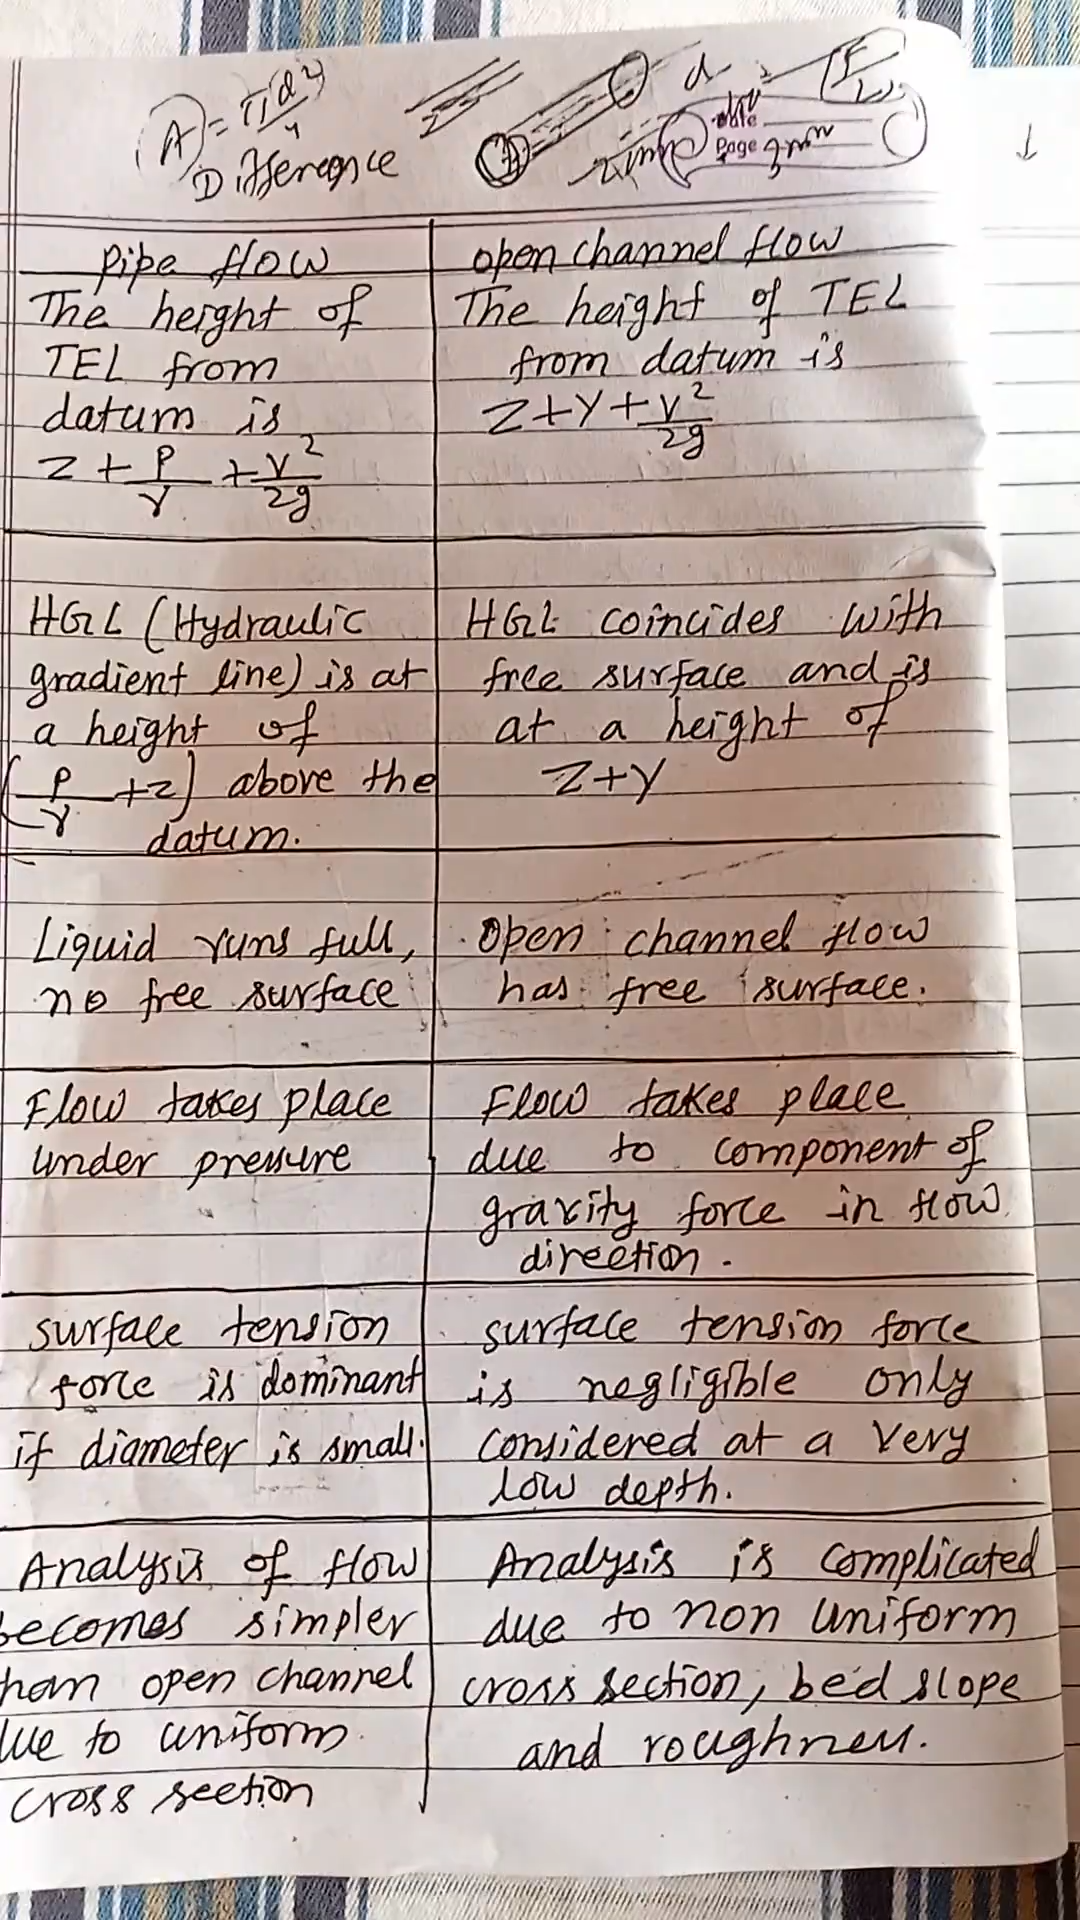 A = πd²/4
d
Date
Page
Difference
pipe flow
The height of
TEL from
datum is
z + P/γ + v²/2g
open channel flow
The height of TEL
from datum is
Z+Y+v²/2g
HGL (Hydraulic
gradient line) is at
a height of
(P/γ +z) above the
datum.
HGL coincides with
free surface and is
at a height of
Z+Y
Liquid runs full,
no free surface
Open channel flow
has free surface.
Flow takes place
under pressure
Flow takes place
due to component of
gravity force in flow
direction.
surface tension
force is dominant
if diameter is small.
surface tension force
is negligible only
considered at a very
low depth.
Analysis of flow
becomes simpler
han open channel
due to uniform
cross section
Analysis is complicated
due to non uniform
cross section, bed slope
and roughness.